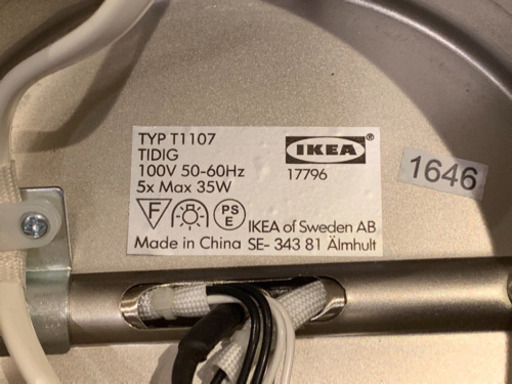 TYP T1107
TIDIG
100V 50-60Hz
5x Max 35W
F
PS
E
Made in China
IKEA®
17796
IKEA of Sweden AB
SE- 343 81 Älmhult
1646